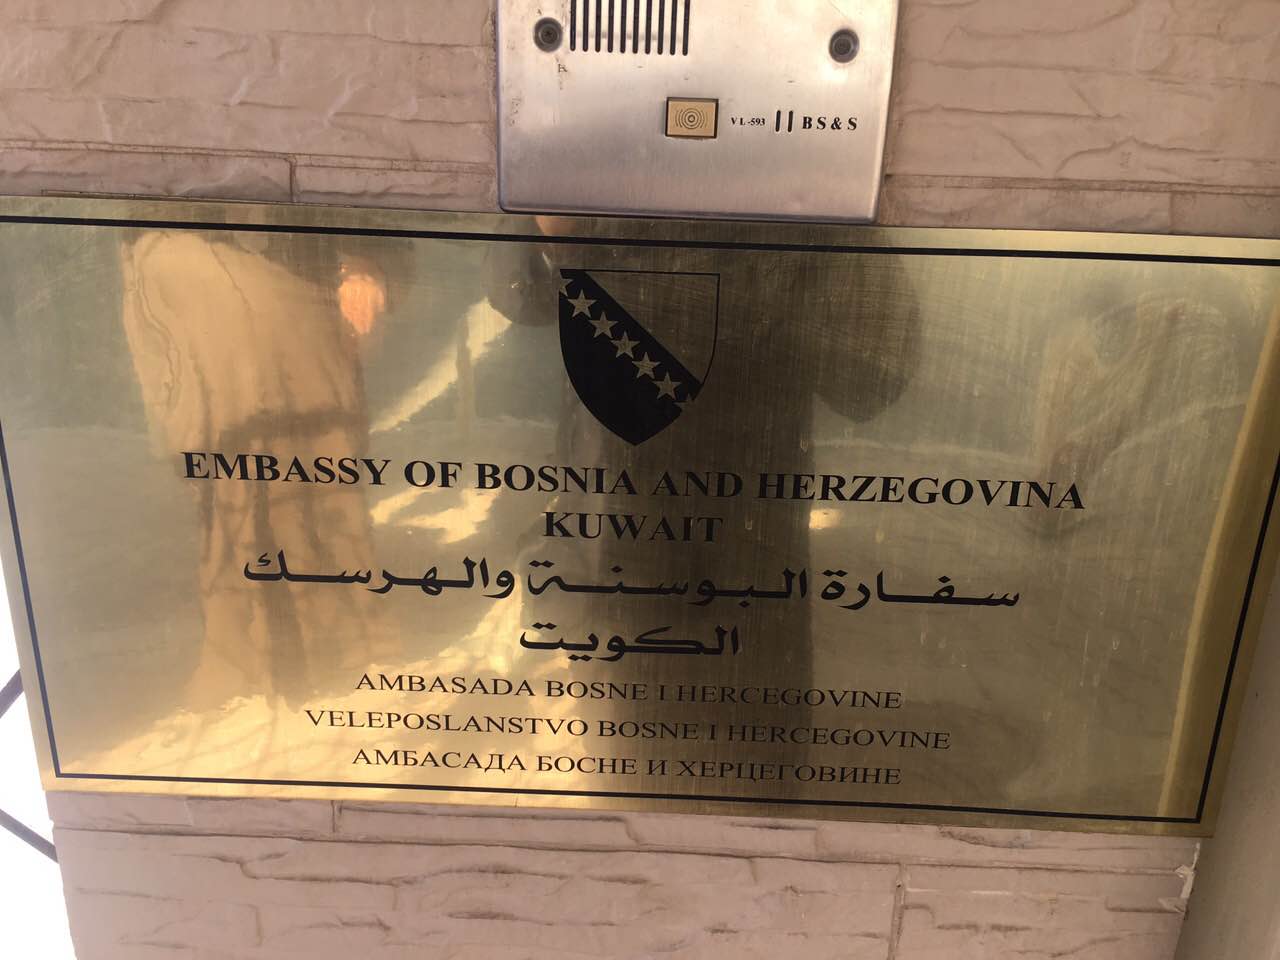 VL-593 BS&S
EMBASSY OF BOSNIA AND HERZEGOVINA
KUWAIT
سفارة البوسنة والهرسك
الكويت
AMBASADA BOSNE I HERCEGOVINE
VELEPOSLANSTVO BOSNE I HERCEGOVINE
АМБАСАДА БОСНЕ И ХЕРЦЕГОВИНЕ